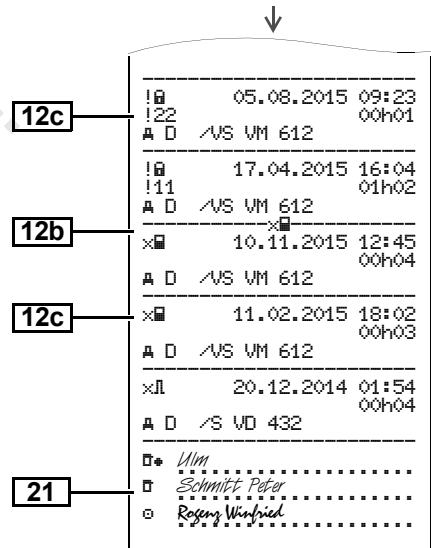 ! 05.08.2015 09:23
12c
!22 00h01
D /VS VM 612
! 17.04.2015 16:04
!11 01h02
D /VS VM 612
12b
x
x 10.11.2015 12:45
00h04
D /VS VM 612
12c
x 11.02.2015 18:02
00h03
D /VS VM 612
x 20.12.2014 01:54
00h04
D /S VD 432
Ulm
21
Schmitt Peter
Rogenz Winfried